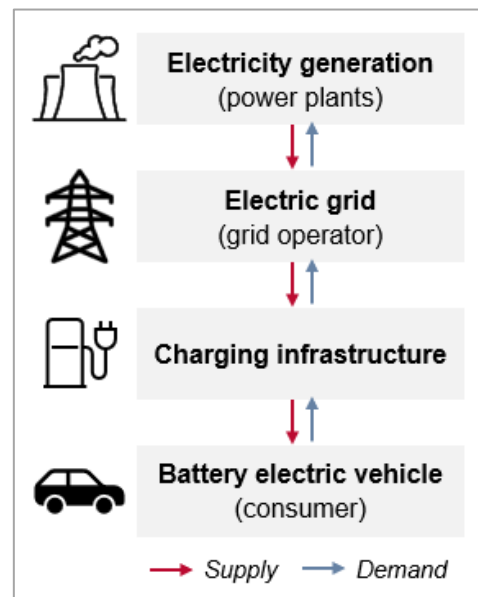 Electricity generation
(power plants)
Electric grid
(grid operator)
Charging infrastructure
Battery electric vehicle
(consumer)
Supply Demand